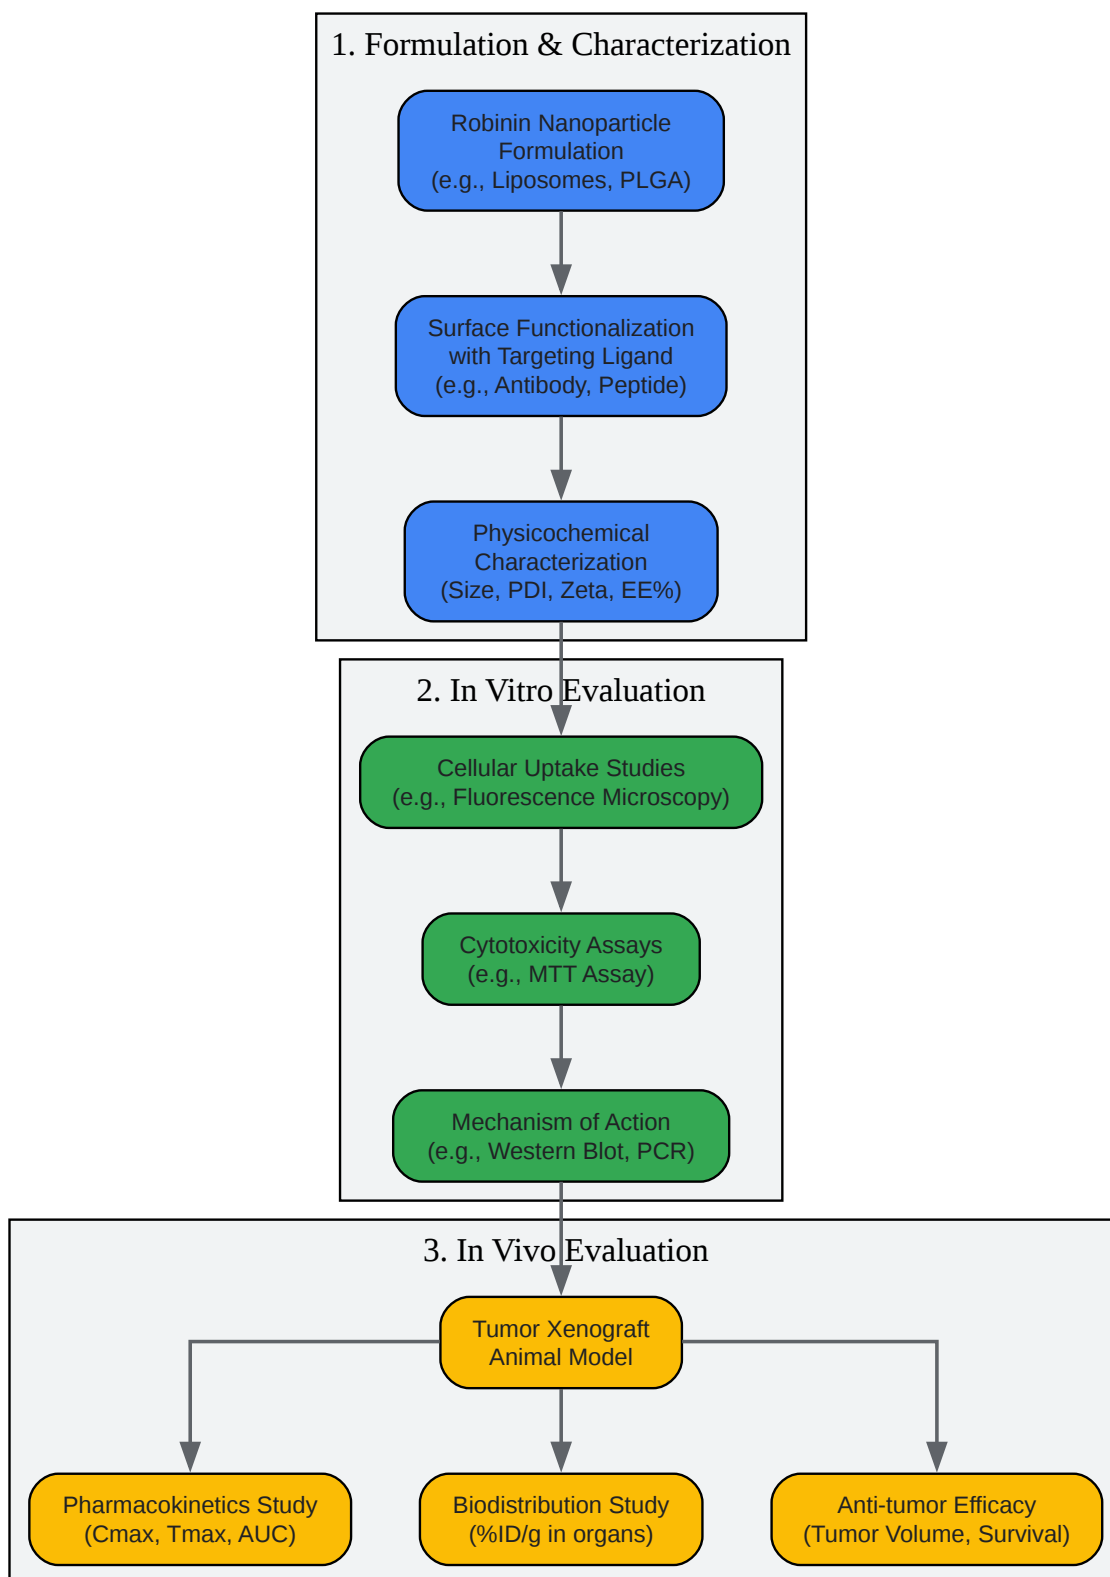 1. Formulation & Characterization
Robinin Nanoparticle
Formulation
(e.g., Liposomes, PLGA)
Surface Functionalization
with Targeting Ligand
(e.g., Antibody, Peptide)
Physicochemical
Characterization
(Size, PDI, Zeta, EE%)
2. In Vitro Evaluation
Cellular Uptake Studies
(e.g., Fluorescence Microscopy)
Cytotoxicity Assays
(e.g., MTT Assay)
Mechanism of Action
(e.g., Western Blot, PCR)
3. In Vivo Evaluation
Tumor Xenograft
Animal Model
Pharmacokinetics Study
(Cmax, Tmax, AUC)
Biodistribution Study
(%ID/g in organs)
Anti-tumor Efficacy
(Tumor Volume, Survival)